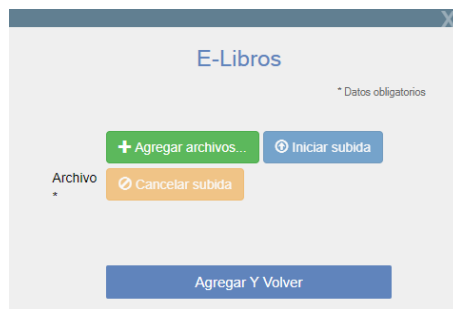 X
E-Libros
* Datos obligatorios
Agregar archivos...
Iniciar subida
Archivo
*
Cancelar subida
Agregar Y Volver